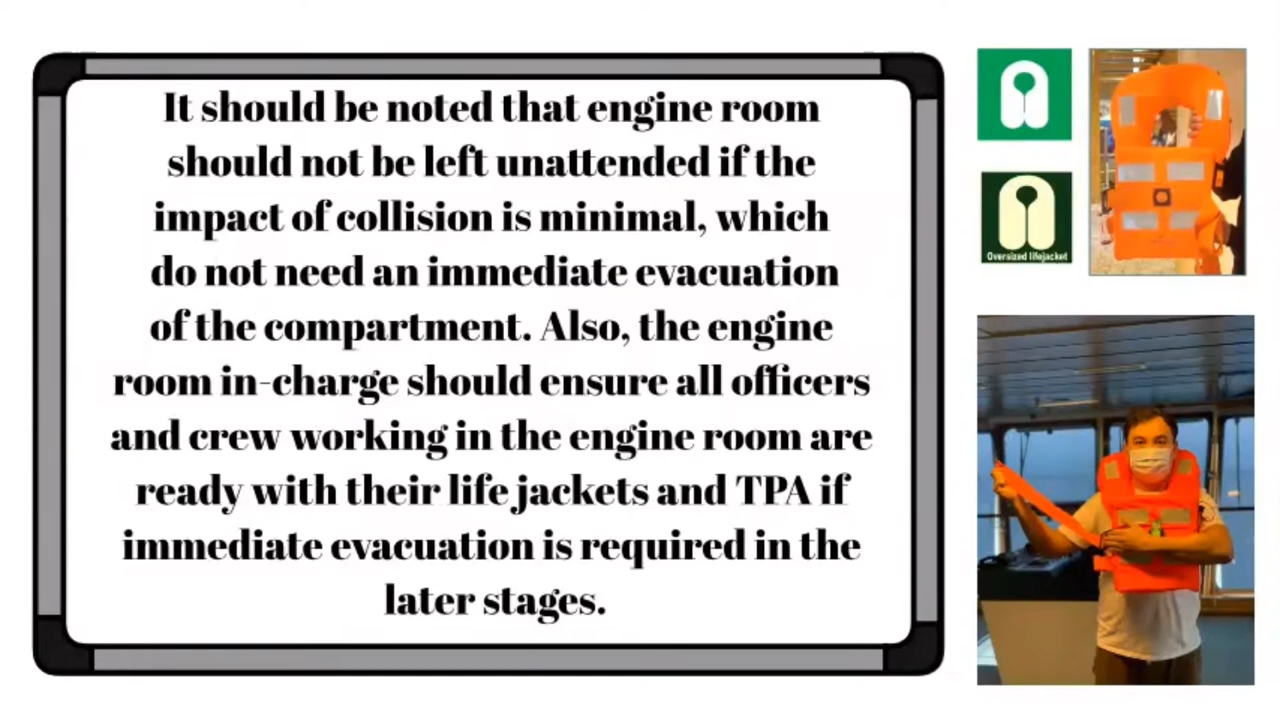 It should be noted that engine room
should not be left unattended if the
impact of collision is minimal, which
do not need an immediate evacuation
of the compartment. Also, the engine
room in-charge should ensure all officers
and crew working in the engine room are
ready with their life jackets and TPA if
immediate evacuation is required in the
later stages.
Oversized lifejacket